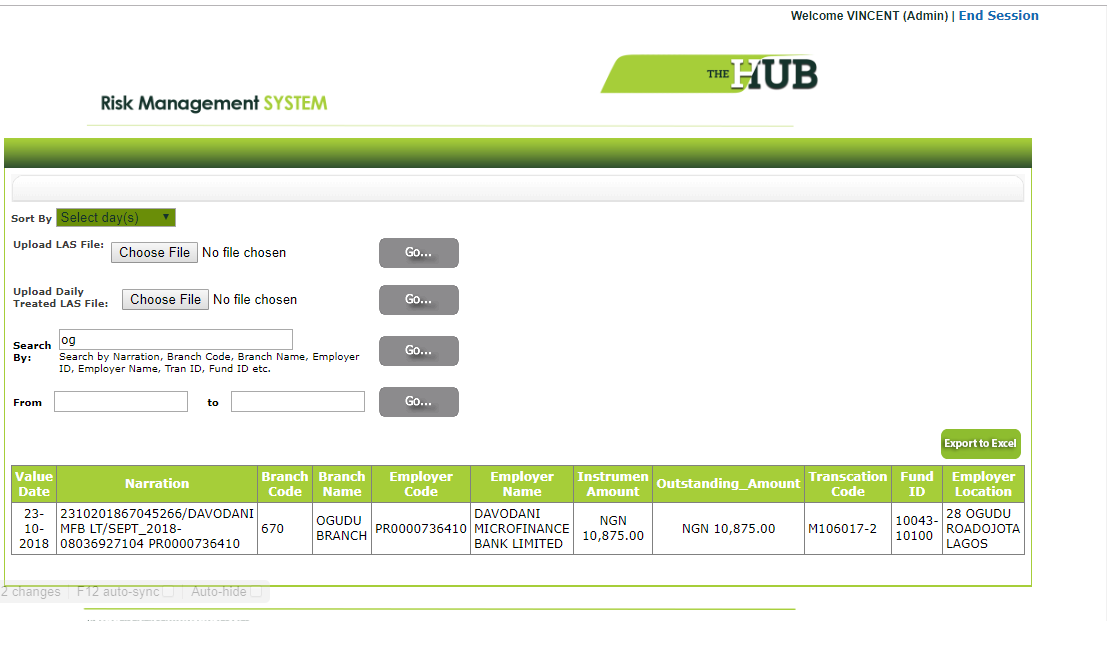 Welcome VINCENT (Admin) | End Session
THE HUB
Risk Management SYSTEM
Sort By Select day(s)
Upload LAS File: Choose File No file chosen Go...
Upload Daily
Treated LAS File: Choose File No file chosen Go...
Search
By:
og
Go...
Search by Narration, Branch Code, Branch Name, Employer
ID, Employer Name, Tran ID, Fund ID etc.
From to Go...
Export to Excel
Value
Date
Narration
Branch
Code
Branch
Name
Employer
Code
Employer
Name
Instrumen
Amount
Outstanding_Amount
Transcation
Code
Fund
ID
Employer
Location
23-
10-
2018
2310201867045266/DAVODANI
MFB LT/SEPT_2018-
08036927104 PR0000736410
670
OGUDU
BRANCH
PR0000736410
DAVODANI
MICROFINANCE
BANK LIMITED
NGN
10,875.00
NGN 10,875.00
M106017-2
10043-
10100
28 OGUDU
ROADOJOTA
LAGOS
2 changes F12 auto-sync Auto-hide